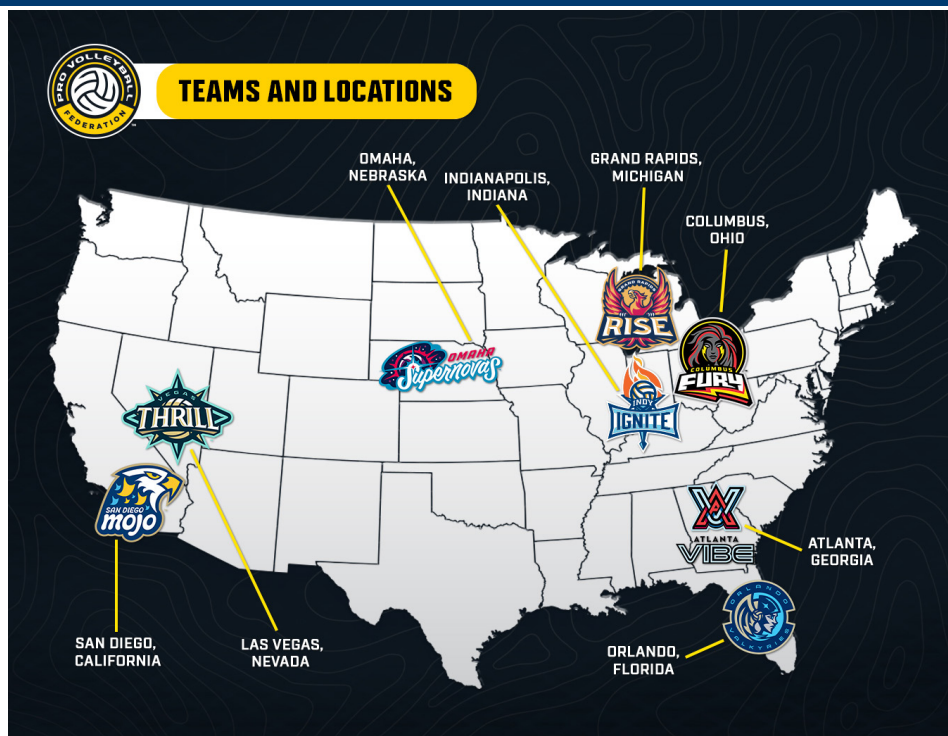 PRO VOLLEYBALL
FEDERATION
TEAMS AND LOCATIONS
OMAHA,
NEBRASKA
INDIANAPOLIS,
INDIANA
GRAND RAPIDS,
MICHIGAN
COLUMBUS,
OHIO
GRAND RAPIDS
RISE
COLUMBUS
FURY
OMAHA
Supernovas
INDY
IGNITE
VEGAS
THRILL
SAN DIEGO
mojo
ATLANTA
VIBE
ATLANTA,
GEORGIA
ORLANDO
VALKYRIES
SAN DIEGO,
CALIFORNIA
LAS VEGAS,
NEVADA
ORLANDO,
FLORIDA